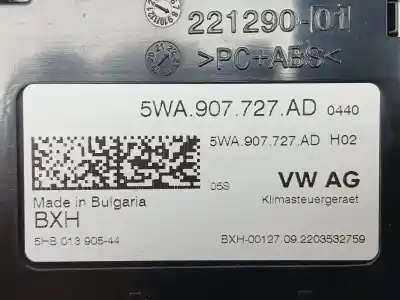 221290-01
>PC+ABS<
5WA.907.727.AD 0440
5WA.907.727.AD H02
05S VW AG
Made in Bulgaria Klimasteuergeraet
BXH
5HB 013 905-44 BXH-00127.09.2203532759